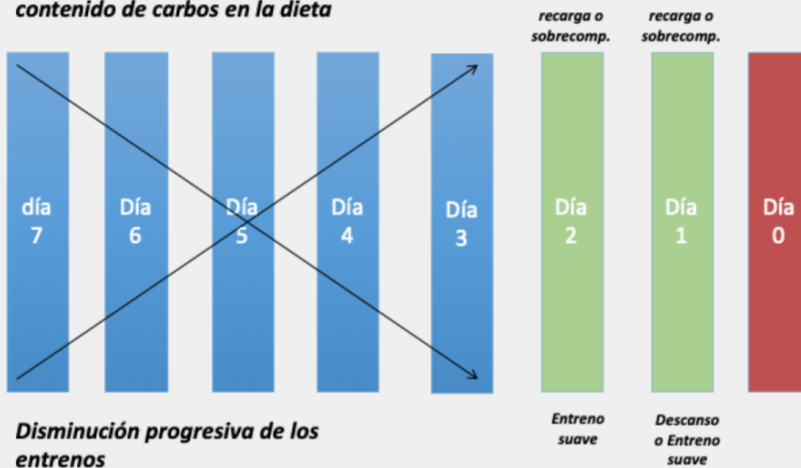 contenido de carbos en la dieta
recarga o
sobrecomp.
recarga o
sobrecomp.
día
7
Día
6
Día
5
Día
4
Día
3
Día
2
Día
1
Día
0
Disminución progresiva de los
entrenos
Entreno
suave
Descanso
o Entreno
suave